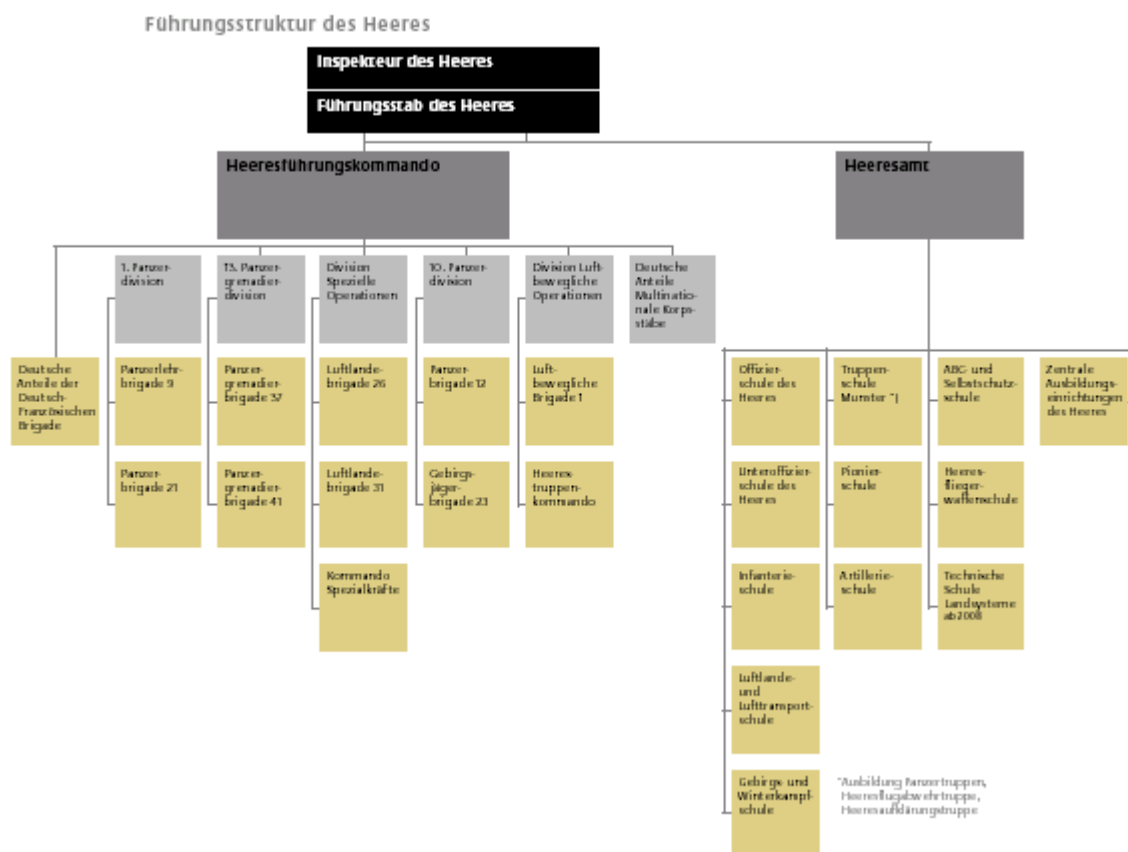 Führungsstruktur des Heeres
Inspekteur des Heeres
Führungsstab des Heeres
Heeresführungskommando
Heeresamt
1. Panzer-
division
13. Panzer-
grenadier-
division
Division
Spezielle
Operationen
10. Panzer-
division
Division Luft-
bewegliche
Operationen
Deutsche
Anteile
Multinatio-
nale Korps-
stäbe
Deutsche
Anteile der
Deutsch-
Französischen
Brigade
Panzerlehr-
brigade 9
Panzer-
grenadier-
brigade 37
Luftlande-
brigade 26
Panzer-
brigade 12
Luft-
bewegliche
Brigade 1
Offizier-
schule des
Heeres
Truppen-
schule
Munster *)
ABC- und
Selbstschutz-
schule
Zentrale
Ausbildungs-
einrichtungen
des Heeres
Panzer-
brigade 21
Panzer-
grenadier-
brigade 41
Luftlande-
brigade 31
Gebirgs-
jäger-
brigade 23
Heeres-
truppen-
kommando
Unteroffizier-
schule des
Heeres
Pionier-
schule
Heeres-
flieger-
waffenschule
Kommando
Spezialkräfte
Infanterie-
schule
Artillerie-
schule
Technische
Schule
Landsysteme
ab 2008
Luftlande-
und
Lufttransport-
schule
Gebirgs- und
Winterkampf-
schule
*Ausbildung Panzertruppen,
Heeresflugabwehrtruppe,
Heeresaufklärungstruppe